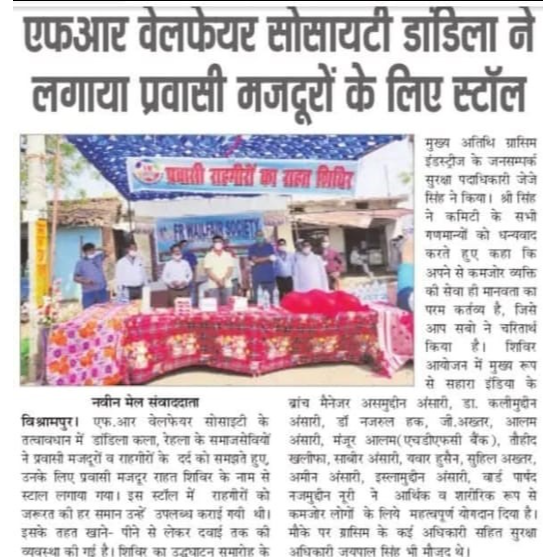 एफआर वेलफेयर सोसायटी डांडिला ने
लगाया प्रवासी मजदूरों के लिए स्टॉल
प्रवासी राहगीरों का राहत शिविर
FR WAILFAIR SOCIETY
नवीन मेल संवाददाता
विश्रामपुर। एफ.आर वेलफेयर सोसाइटी के
तत्वावधान में डांडिला कला, रेहला के समाजसेवियों
ने प्रवासी मजदूरों व राहगीरों के दर्द को समझते हुए,
उनके लिए प्रवासी मजदूर राहत शिविर के नाम से
स्टाल लगाया गया। इस स्टॉल में राहगीरों को
जरूरत की हर समान उन्हें उपलब्ध कराई गयी थी।
इसके तहत खाने- पीने से लेकर दवाई तक की
व्यवस्था की गई है। शिविर का उद्घघाटन समारोह के
मुख्य अतिथि ग्रासिम
इंडस्ट्रीज के जनसम्पर्क
सुरक्षा पदाधिकारी जेजे
सिंह ने किया। श्री सिंह
ने कमिटी के सभी
गणमान्यों को धन्यवाद
करते हुए कहा कि
अपने से कमजोर व्यक्ति
की सेवा ही मानवता का
परम कर्तव्य है, जिसे
आप सबो ने चरितार्थ
किया है। शिविर
आयोजन में मुख्य रूप
से सहारा इंडिया के
ब्रांच मैनेजर असमुद्दीन अंसारी, डा. कलीमुद्दीन
अंसारी, डॉ नजरुल हक, जी.अख्तर, आलम
अंसारी, मंजूर आलम(एचडीएफसी बैंक), तौहीद
खलीफा, साबीर अंसारी, यवार हुसैन, सुहिल अख्तर,
अमीन अंसारी, इस्लामुद्दीन अंसारी, वार्ड पार्षद
नजमुद्दीन नूरी ने आर्थिक व शारीरिक रूप से
कमजोर लोगों के लिये महत्वपूर्ण योगदान दिया है।
मौके पर ग्रासिम के कई अधिकारी सहित सुरक्षा
अधिकारी जयपाल सिंह भी मौजूद थे।